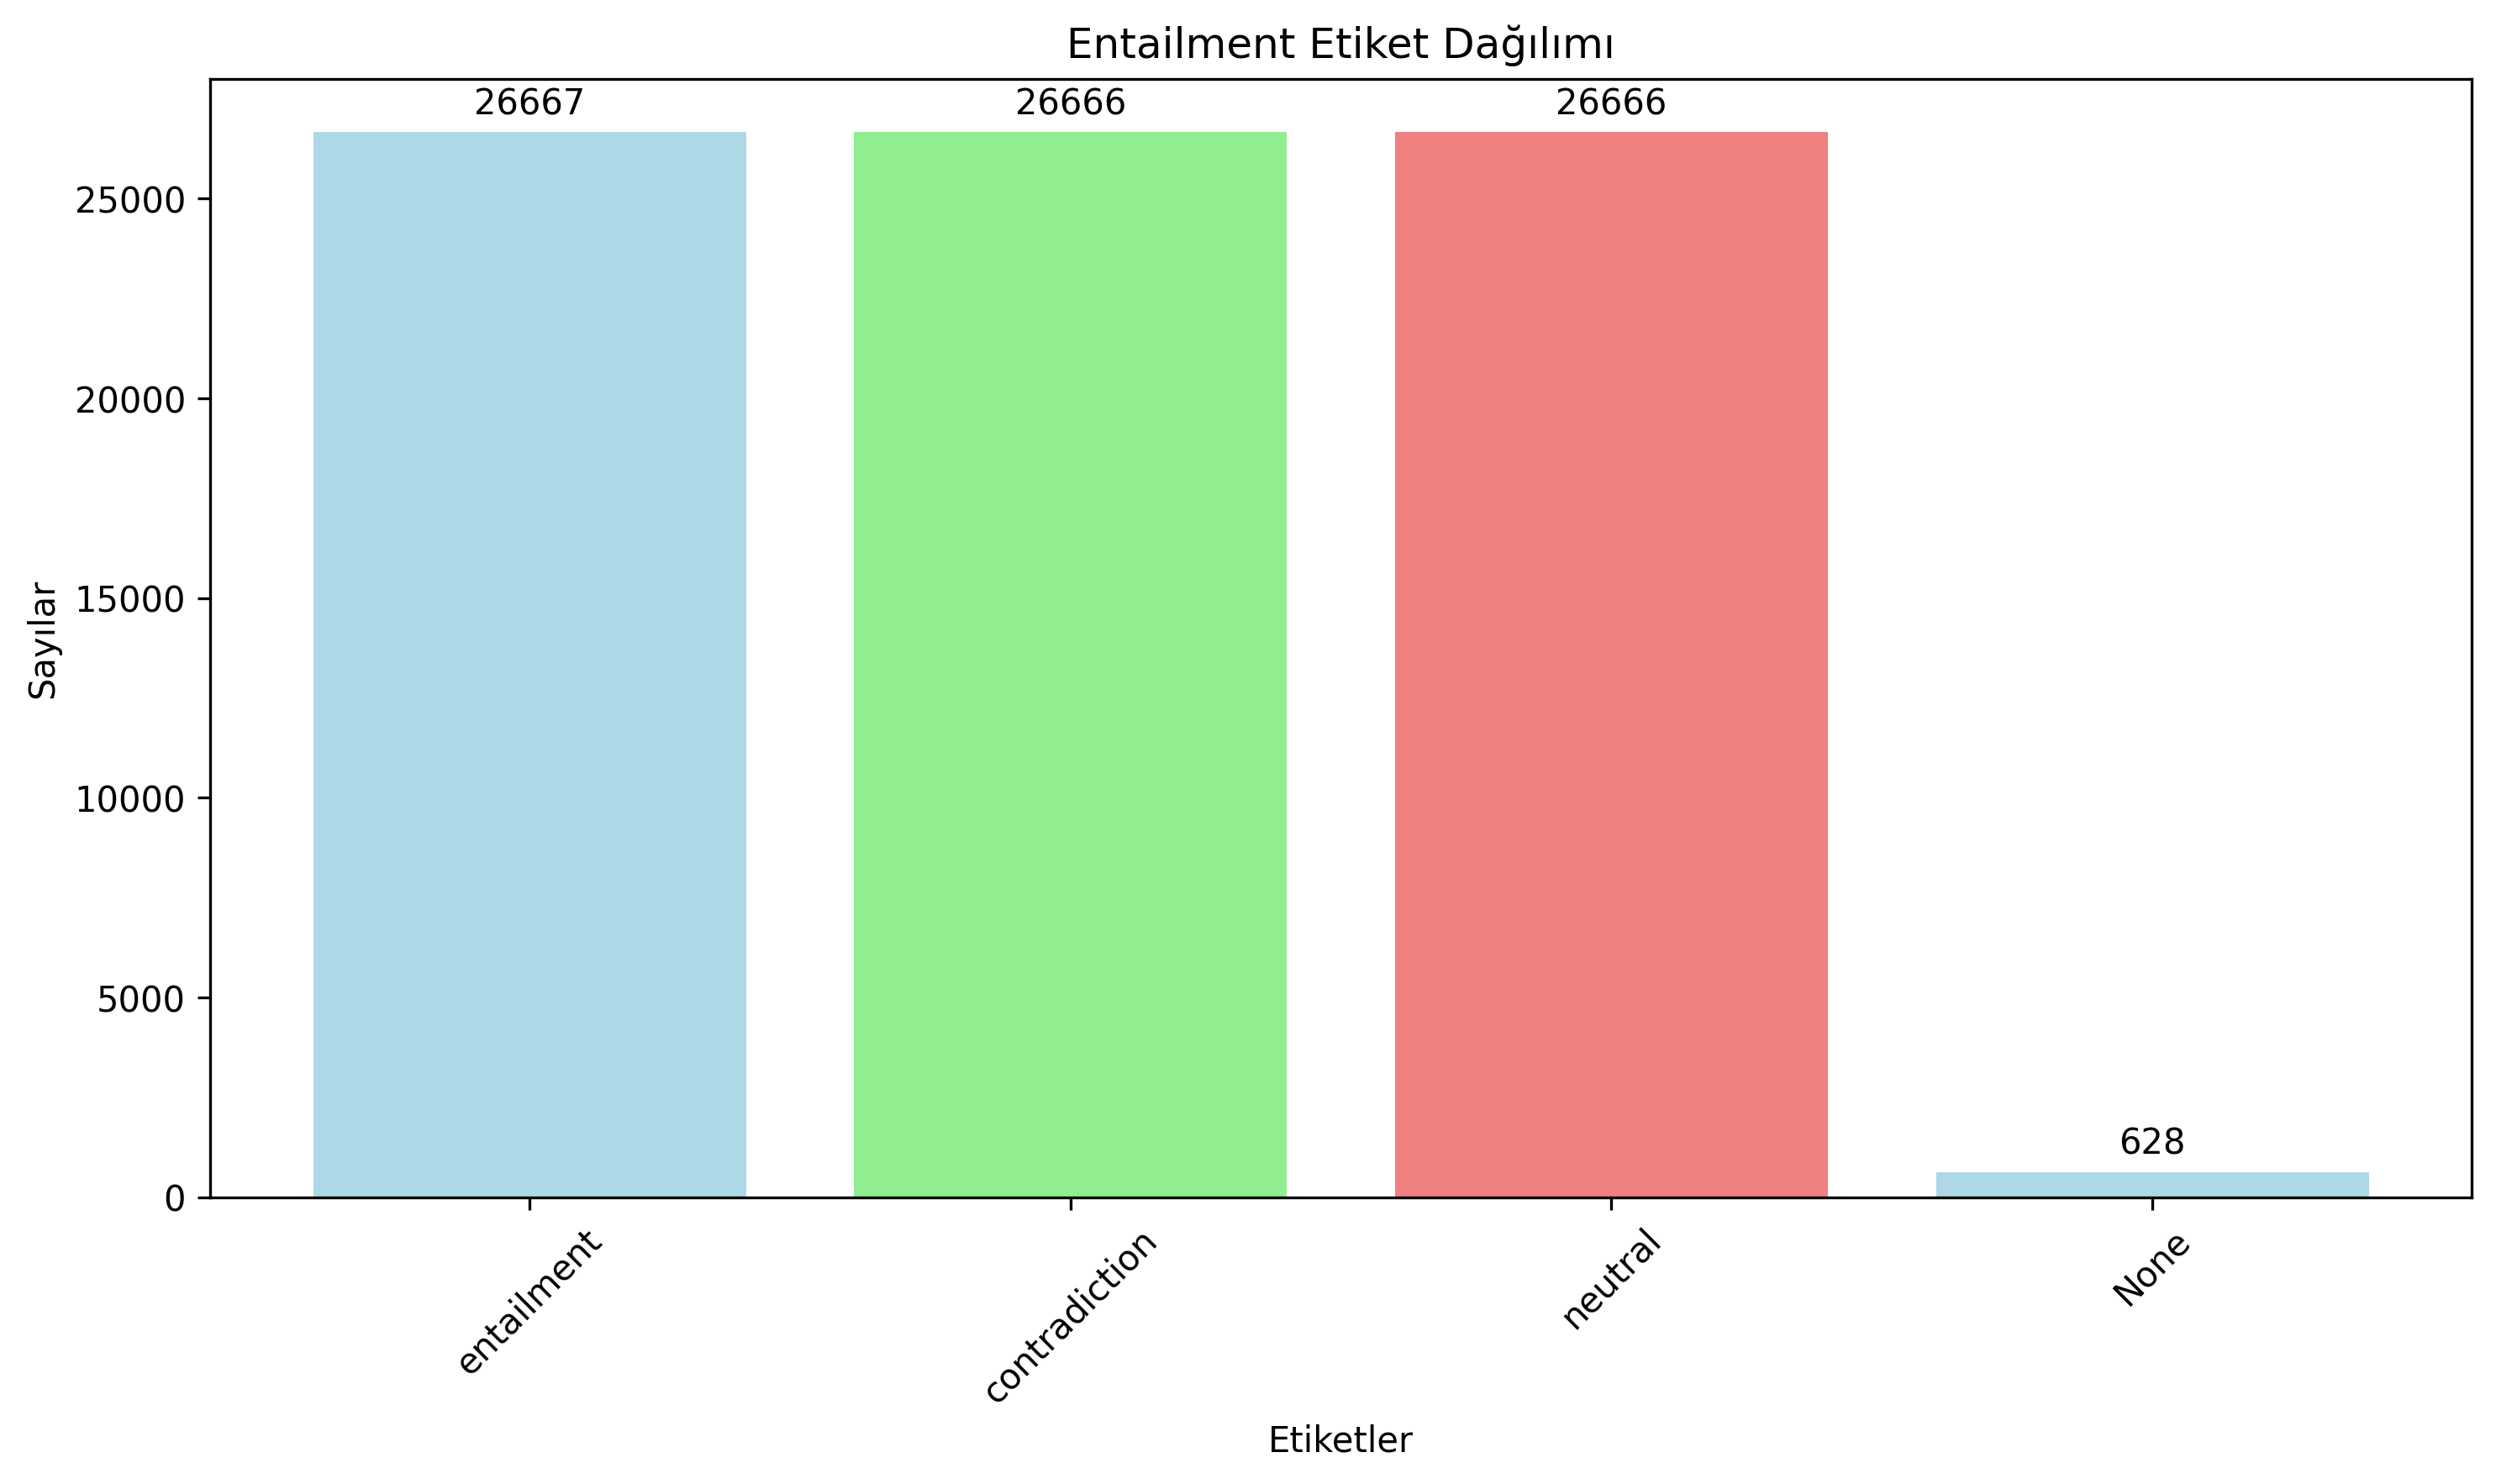 Entailment Etiket Dağılımı
26667
26666
26666
628
Sayılar
25000
20000
15000
10000
5000
0
entailment
contradiction
neutral
None
Etiketler